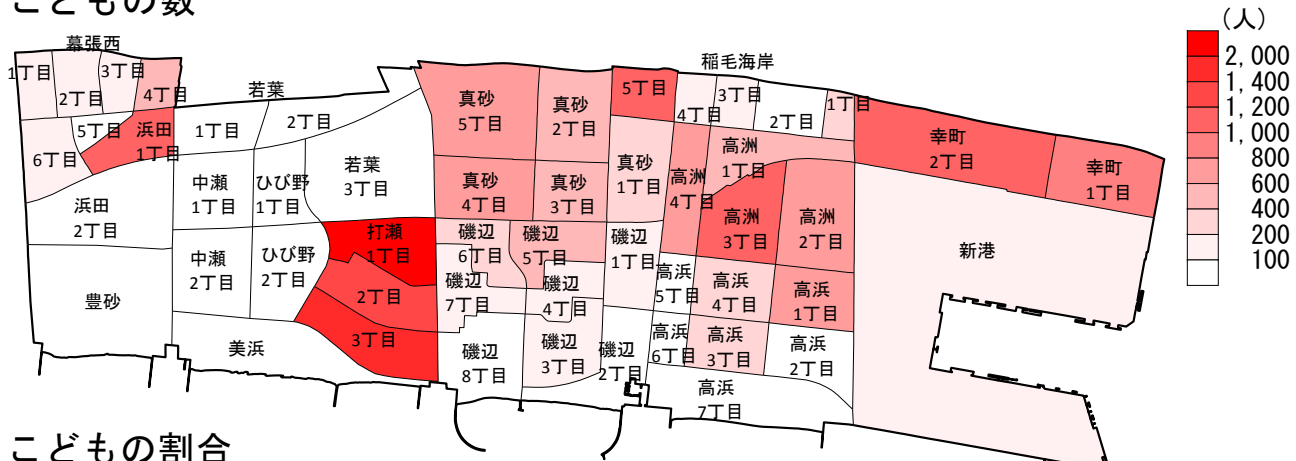 こどもの数
(人)
2,000
1,400
1,200
1,000
800
600
400
200
100
幕張西
1丁目
2丁目
3丁目
4丁目
5丁目
6丁目
浜田
1丁目
浜田
2丁目
豊砂
若葉
1丁目
2丁目
若葉
3丁目
中瀬
1丁目
中瀬
2丁目
ひび野
1丁目
ひび野
2丁目
美浜
打瀬
1丁目
2丁目
3丁目
真砂
5丁目
真砂
2丁目
真砂
4丁目
真砂
3丁目
真砂
1丁目
磯辺
6丁目
磯辺
5丁目
磯辺
1丁目
磯辺
7丁目
磯辺
4丁目
磯辺
8丁目
磯辺
3丁目
磯辺
2丁目
稲毛海岸
5丁目
4丁目
3丁目
2丁目
1丁目
高洲
1丁目
高洲
4丁目
高洲
3丁目
高洲
2丁目
高浜
5丁目
高浜
4丁目
高浜
1丁目
高浜
6丁目
高浜
3丁目
高浜
2丁目
高浜
7丁目
幸町
2丁目
幸町
1丁目
新港
こどもの割合